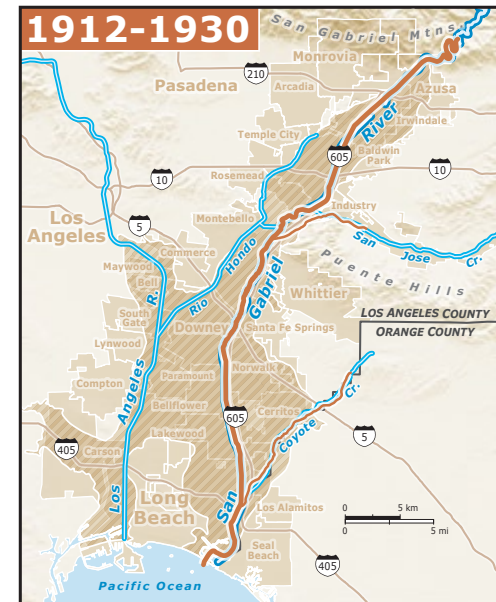 1912-1930
San Gabriel Mtns.
Monrovia
210
Pasadena
Arcadia
Azusa
Irwindale
River
Temple City
605
Baldwin
Park
Rosemead
10
10
Industry
Montebello
Los
Angeles
5
San Jose Cr.
Rio Hondo
Commerce
Maywood
Bell
Puente Hills
Gabriel
Whittier
LOS ANGELES COUNTY
ORANGE COUNTY
South
Gate
Downey
Santa Fe Springs
Lynwood
Norwalk
Paramount
Compton
Bellflower
605
Cerritos
Coyote Cr.
5
Lakewood
405
Carson
Los Angeles R.
Long
Beach
San
Los Alamitos
0 5 km
0 5 mi
Seal
Beach
405
Pacific Ocean